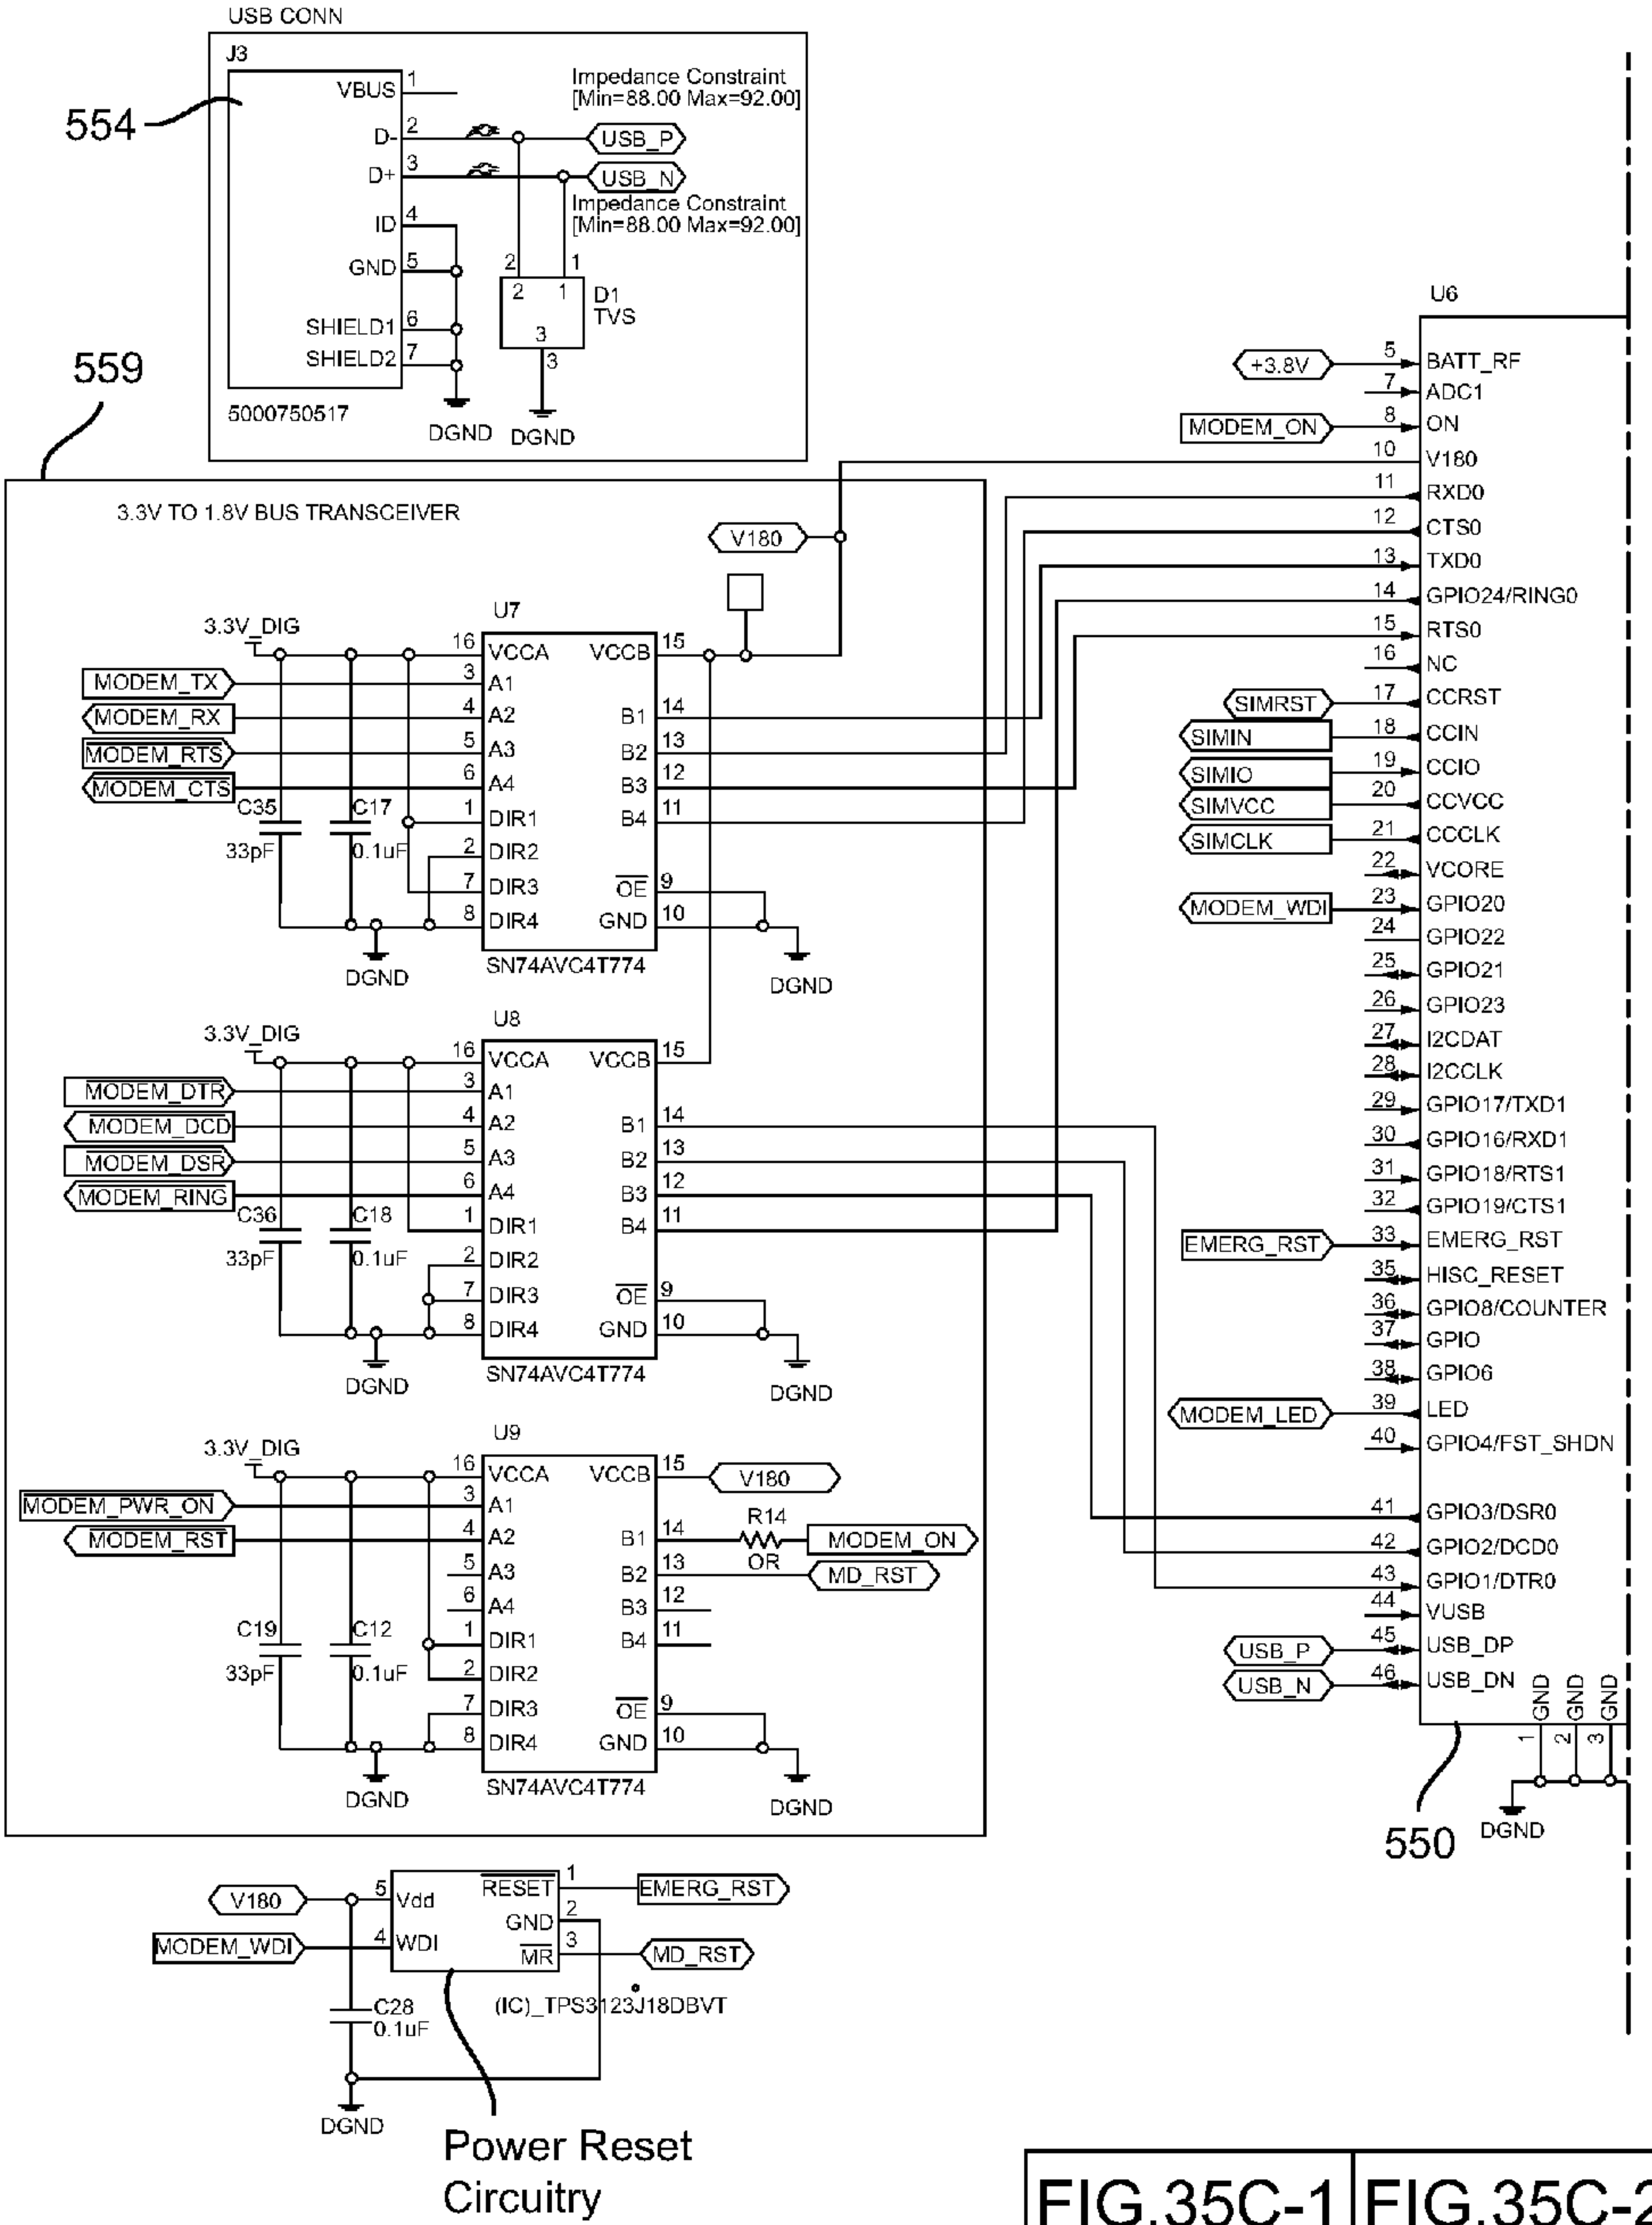 USB CONN
J3
554
VBUS 1
D- 2
D+ 3
ID 4
GND 5
SHIELD1 6
SHIELD2 7
5000750517
Impedance Constraint
[Min=88.00 Max=92.00]
USB_P
USB_N
Impedance Constraint
[Min=88.00 Max=92.00]
2 1
2 1
3
3
D1
TVS
DGND
DGND
559
3.3V TO 1.8V BUS TRANSCEIVER
V180
U7
3.3V_DIG
MODEM_TX
MODEM_RX
MODEM_RTS
MODEM_CTS
C35
33pF
C17
0.1uF
DGND
16 VCCA
3 A1
4 A2
5 A3
6 A4
1 DIR1
2 DIR2
7 DIR3
8 DIR4
VCCB 15
B1 14
B2 13
B3 12
B4 11
OE 9
GND 10
SN74AVC4T774
DGND
U8
3.3V_DIG
MODEM_DTR
MODEM_DCD
MODEM_DSR
MODEM_RING
C36
33pF
C18
0.1uF
DGND
16 VCCA
3 A1
4 A2
5 A3
6 A4
1 DIR1
2 DIR2
7 DIR3
8 DIR4
VCCB 15
B1 14
B2 13
B3 12
B4 11
OE 9
GND 10
SN74AVC4T774
DGND
U9
3.3V_DIG
MODEM_PWR_ON
MODEM_RST
C19
33pF
C12
0.1uF
DGND
16 VCCA
3 A1
4 A2
5 A3
6 A4
1 DIR1
2 DIR2
7 DIR3
8 DIR4
VCCB 15
V180
B1 14
R14
OR
MODEM_ON
B2 13
MD_RST
B3 12
B4 11
OE 9
GND 10
SN74AVC4T774
DGND
V180
MODEM_WDI
5 Vdd
4 WDI
RESET 1
GND 2
MR 3
EMERG_RST
MD_RST
(IC)_TPS3123J18DBVT
C28
0.1uF
DGND
Power Reset
Circuitry
U6
+3.8V 5 BATT_RF
7 ADC1
MODEM_ON 8 ON
10 V180
11 RXD0
12 CTS0
13 TXD0
14 GPIO24/RING0
15 RTS0
16 NC
SIMRST 17 CCRST
SIMIN 18 CCIN
SIMIO 19 CCIO
SIMVCC 20 CCVCC
SIMCLK 21 CCCLK
22 VCORE
MODEM_WDI 23 GPIO20
24 GPIO22
25 GPIO21
26 GPIO23
27 I2CDAT
28 I2CCLK
29 GPIO17/TXD1
30 GPIO16/RXD1
31 GPIO18/RTS1
32 GPIO19/CTS1
EMERG_RST 33 EMERG_RST
35 HISC_RESET
36 GPIO8/COUNTER
37 GPIO
38 GPIO6
MODEM_LED 39 LED
40 GPIO4/FST_SHDN
41 GPIO3/DSR0
42 GPIO2/DCD0
43 GPIO1/DTR0
44 VUSB
USB_P 45 USB_DP
USB_N 46 USB_DN
GND GND GND
1 2 3
DGND
550
FIG.35C-1 FIG.35C-2